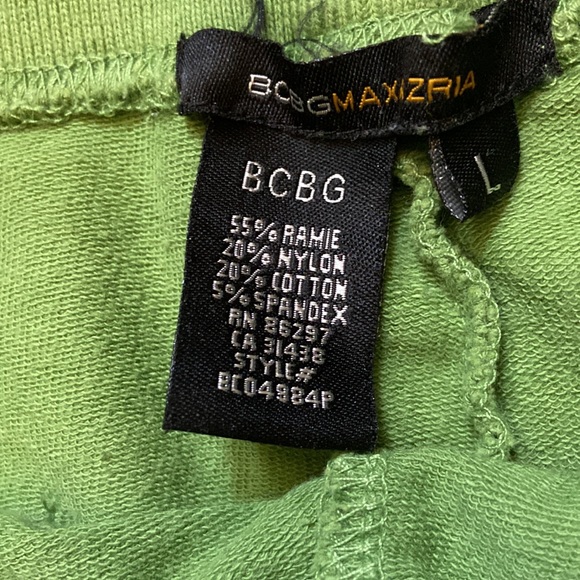 BCBGMAXAZRIA
L
BCBG
55% RAMIE
20% NYLON
20% COTTON
5% SPANDEX
RN 86297
CA 31438
STYLE#
BC04984P